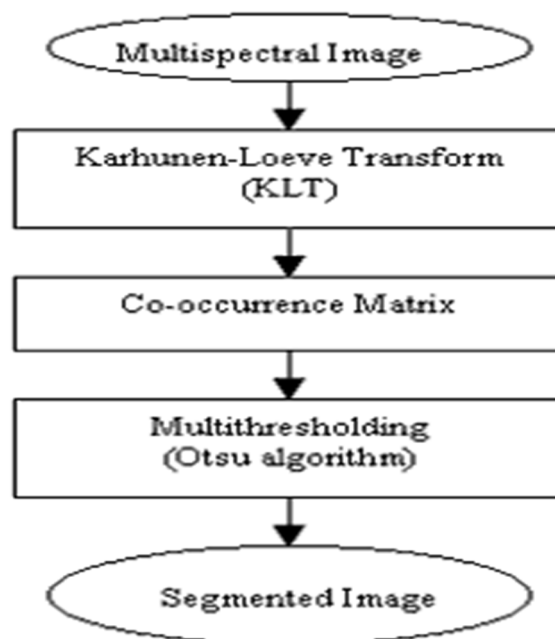 Multispectral Image
Karhunen-Loeve Transform
(KLT)
Co-occurrence Matrix
Multithresholding
(Otsu algorithm)
Segmented Image